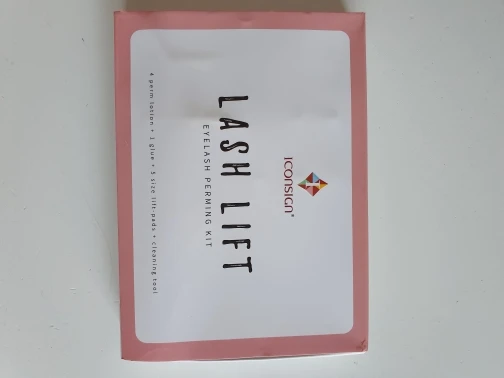 ICONSIGN®
LASH LIFT
EYELASH PERMING KIT
4 perm lotion + 1 glue + 5 size lift pads + cleaning tool